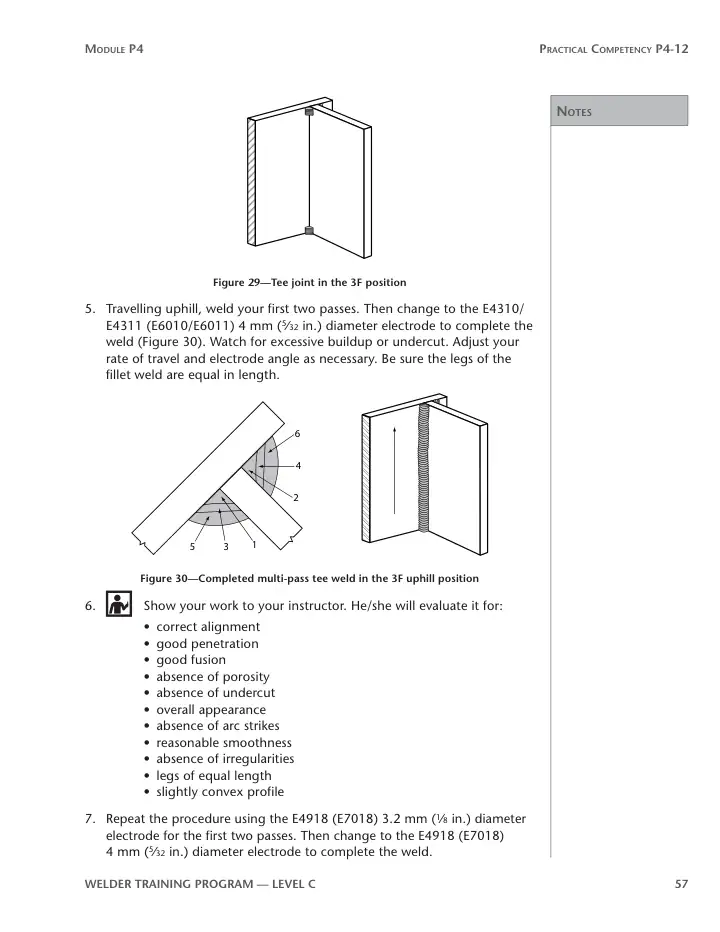 MODULE P4
PRACTICAL COMPETENCY P4-12
NOTES
Figure 29—Tee joint in the 3F position
5. Travelling uphill, weld your first two passes. Then change to the E4310/
E4311 (E6010/E6011) 4 mm (5⁄32 in.) diameter electrode to complete the
weld (Figure 30). Watch for excessive buildup or undercut. Adjust your
rate of travel and electrode angle as necessary. Be sure the legs of the
fillet weld are equal in length.
6
4
2
5 3 1
Figure 30—Completed multi-pass tee weld in the 3F uphill position
6. Show your work to your instructor. He/she will evaluate it for:
• correct alignment
• good penetration
• good fusion
• absence of porosity
• absence of undercut
• overall appearance
• absence of arc strikes
• reasonable smoothness
• absence of irregularities
• legs of equal length
• slightly convex profile
7. Repeat the procedure using the E4918 (E7018) 3.2 mm (1⁄8 in.) diameter
electrode for the first two passes. Then change to the E4918 (E7018)
4 mm (5⁄32 in.) diameter electrode to complete the weld.
WELDER TRAINING PROGRAM — LEVEL C
57